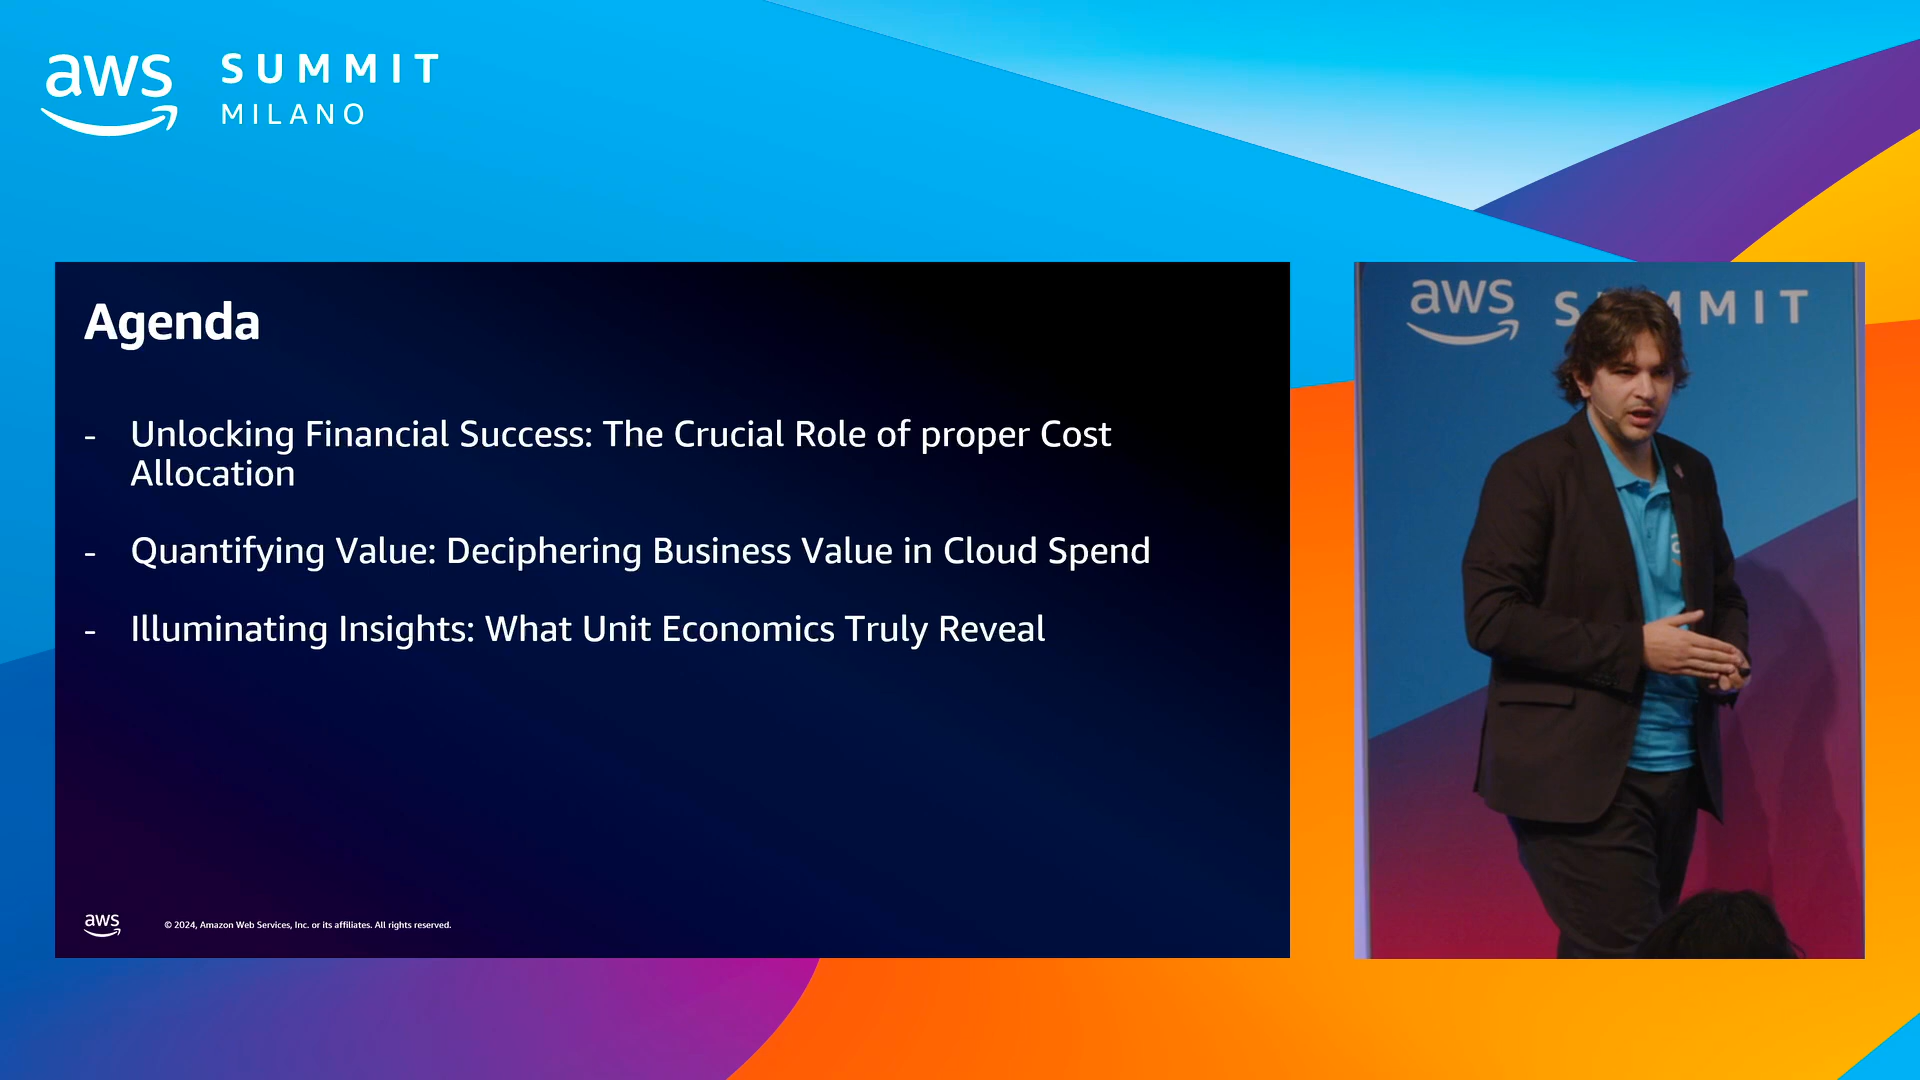 aws SUMMIT
MILANO
Agenda
- Unlocking Financial Success: The Crucial Role of proper Cost
Allocation
- Quantifying Value: Deciphering Business Value in Cloud Spend
- Illuminating Insights: What Unit Economics Truly Reveal
aws © 2024, Amazon Web Services, Inc. or its affiliates. All rights reserved.
aws S MMIT